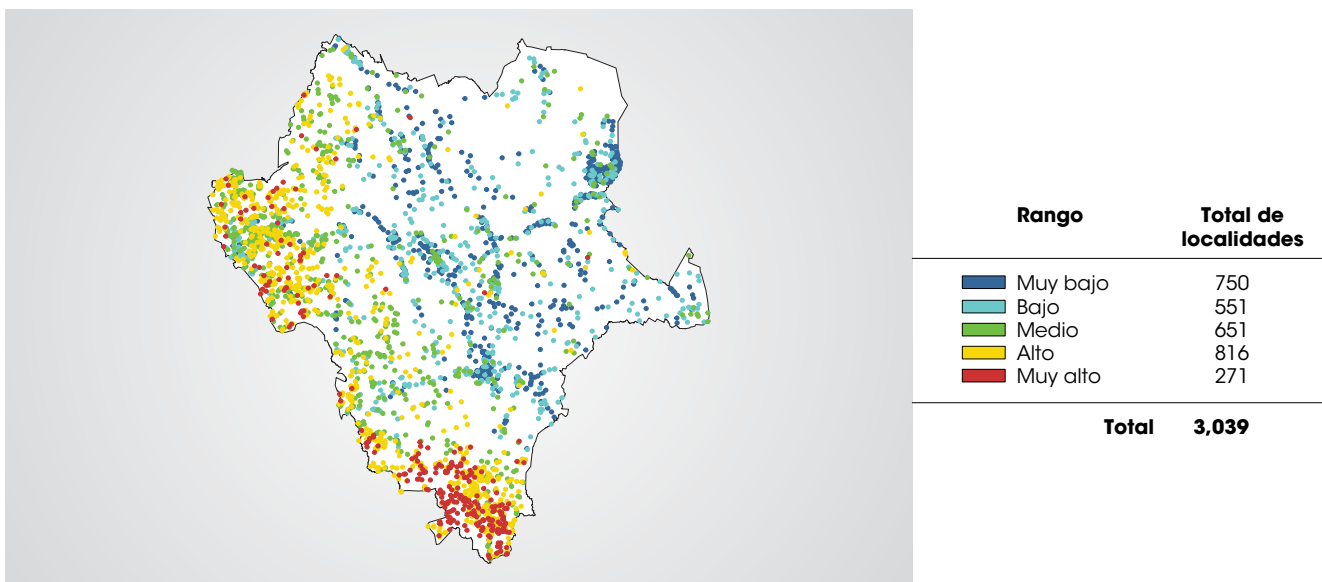 Rango Total de
localidades
Muy bajo 750
Bajo 551
Medio 651
Alto 816
Muy alto 271
Total 3,039